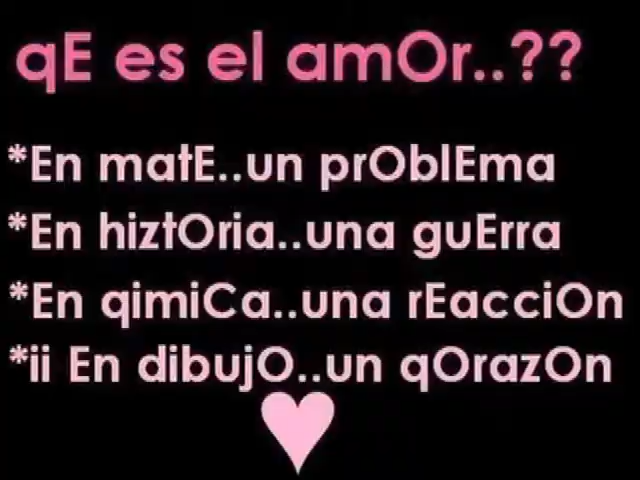 qE es el amOr..??
*En matE..un prOblEma
*En hiztOria..una guErra
*En qimiCa..una rEacciOn
*ii En dibujO..un qOrazOn